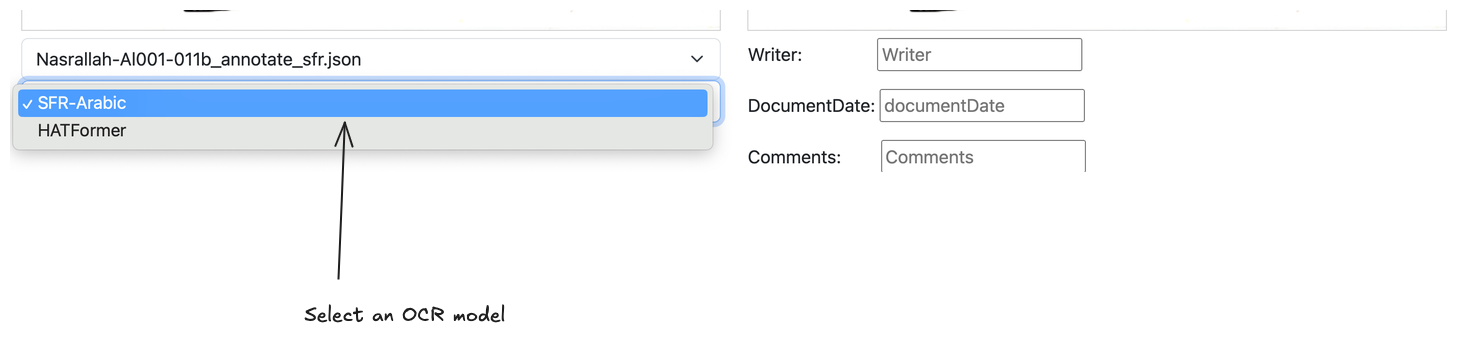 Nasrallah-AI001-011b_annotate_sfr.json
✓ SFR-Arabic
HATFormer
Select an OCR model
Writer: Writer
DocumentDate: documentDate
Comments: Comments